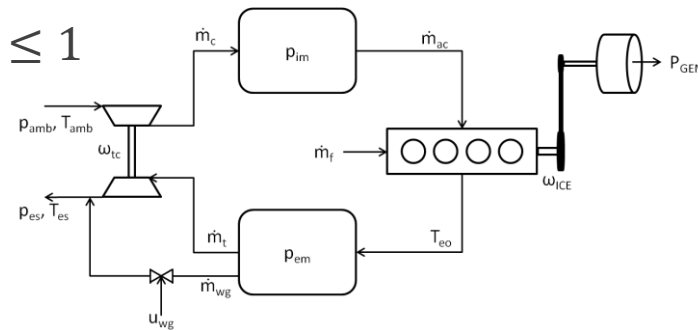 ≤ 1
ṁc
pim
ṁac
PGEN
pamb, Tamb
ωtc
ṁf
ωICE
pes, Tes
ṁt
pem
Teo
ṁwg
uwg